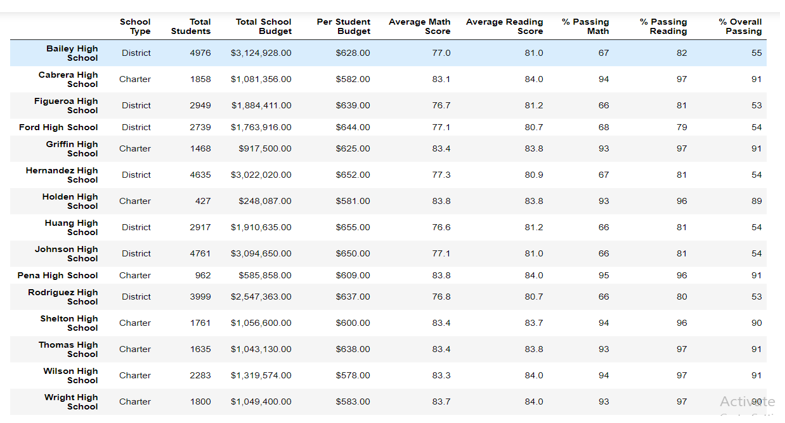 School Total Total School Per Student Average Math Average Reading % Passing % Passing % Overall
Type Students Budget Budget Score Score Math Reading Passing
Bailey High
School District 4976 $3,124,928.00 $628.00 77.0 81.0 67 82 55
Cabrera High
School Charter 1858 $1,081,356.00 $582.00 83.1 84.0 94 97 91
Figueroa High
School District 2949 $1,884,411.00 $639.00 76.7 81.2 66 81 53
Ford High School District 2739 $1,763,916.00 $644.00 77.1 80.7 68 79 54
Griffin High
School Charter 1468 $917,500.00 $625.00 83.4 83.8 93 97 91
Hernandez High
School District 4635 $3,022,020.00 $652.00 77.3 80.9 67 81 54
Holden High
School Charter 427 $248,087.00 $581.00 83.8 83.8 93 96 89
Huang High
School District 2917 $1,910,635.00 $655.00 76.6 81.2 66 81 54
Johnson High
School District 4761 $3,094,650.00 $650.00 77.1 81.0 66 81 54
Pena High School Charter 962 $585,858.00 $609.00 83.8 84.0 95 96 91
Rodriguez High
School District 3999 $2,547,363.00 $637.00 76.8 80.7 66 80 53
Shelton High
School Charter 1761 $1,056,600.00 $600.00 83.4 83.7 94 96 90
Thomas High
School Charter 1635 $1,043,130.00 $638.00 83.4 83.8 93 97 91
Wilson High
School Charter 2283 $1,319,574.00 $578.00 83.3 84.0 94 97 91
Wright High
School Charter 1800 $1,049,400.00 $583.00 83.7 84.0 93 97 90
Activate